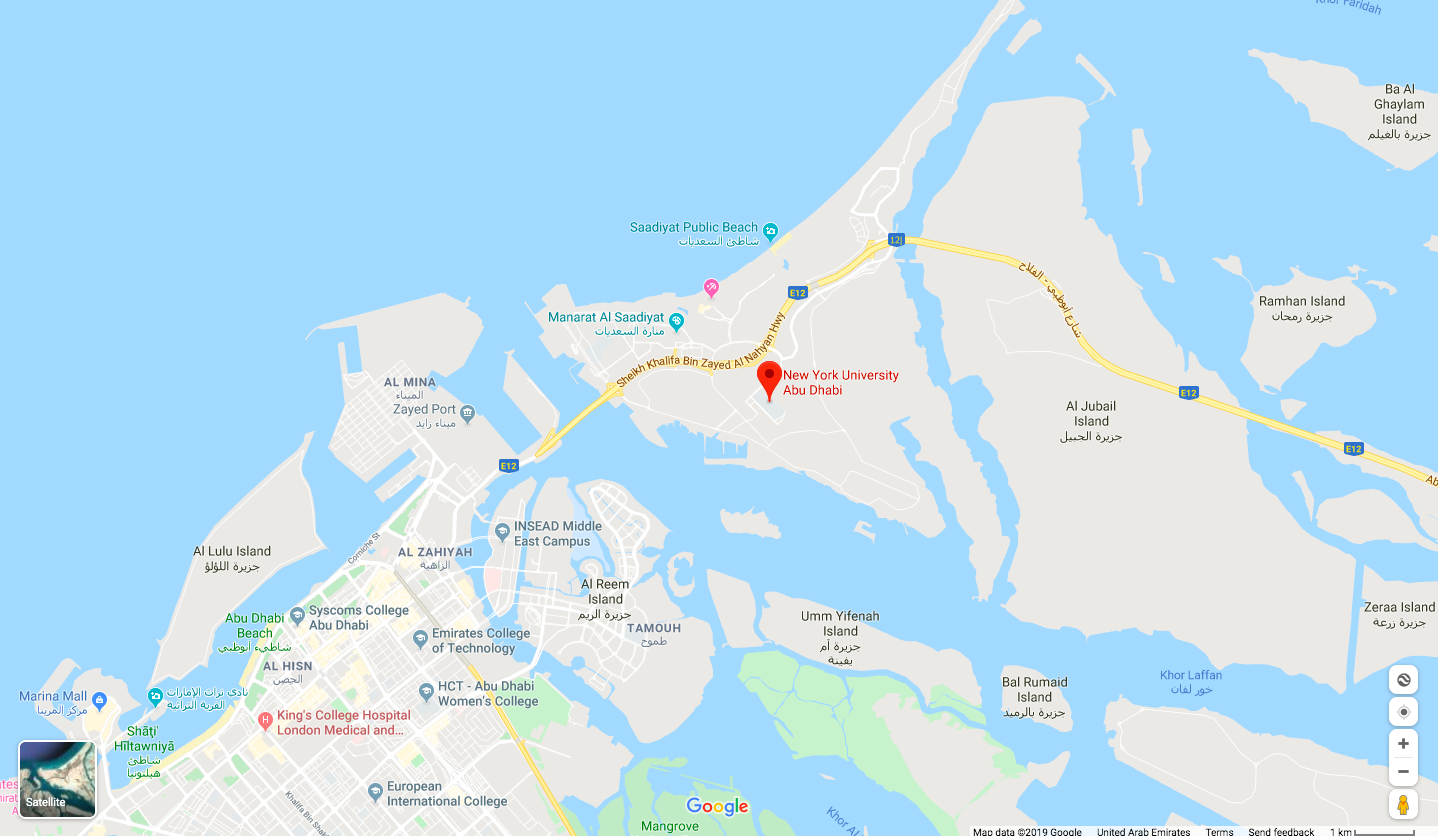 Khor Faridah
Ba Al
Ghaylam
Island
جزيرة بالغيلم
Saadiyat Public Beach
شاطئ السعديات
12|
شارع أبوظبي - الفلاح
E12
Ramhan Island
جزيرة رمحان
Manarat Al Saadiyat
منارة السعديات
Sheikh Khalifa Bin Zayed Al Nahyan Hwy
New York University
Abu Dhabi
AL MINA
الميناء
Zayed Port
ميناء زايد
E12
Al Jubail
Island
جزيرة الجبيل
E12
E12
Ab
INSEAD Middle
East Campus
Corniche St
AL ZAHIYAH
الزاهية
Al Lulu Island
جزيرة اللؤلؤ
Al Reem
Island
جزيرة الريم
TAMOUH
طموح
Umm Yifenah
Island
جزيرة أم
يفينة
Zeraa Island
جزيرة زرعة
Abu Dhabi
Beach
شاطيء أبوظبي
Syscoms College
Abu Dhabi
Emirates College
of Technology
AL HISN
الحصن
HCT - Abu Dhabi
Women's College
Khor Laffan
خور لفان
Bal Rumaid
Island
جزيرة بالرميد
Marina Mall
مركز المرينا
نادي تراث الإمارات
القرية التراثية
King's College Hospital
London Medical and...
Shāţi'
Hīltawnīyā
شاطئ
هيلتونيا
European
International College
Khalifa Bin Sha
Satellite
Google
Mangrove
Khor Al
Map data ©2019 Google
United Arab Emirates
Terms
Send feedback
1 km